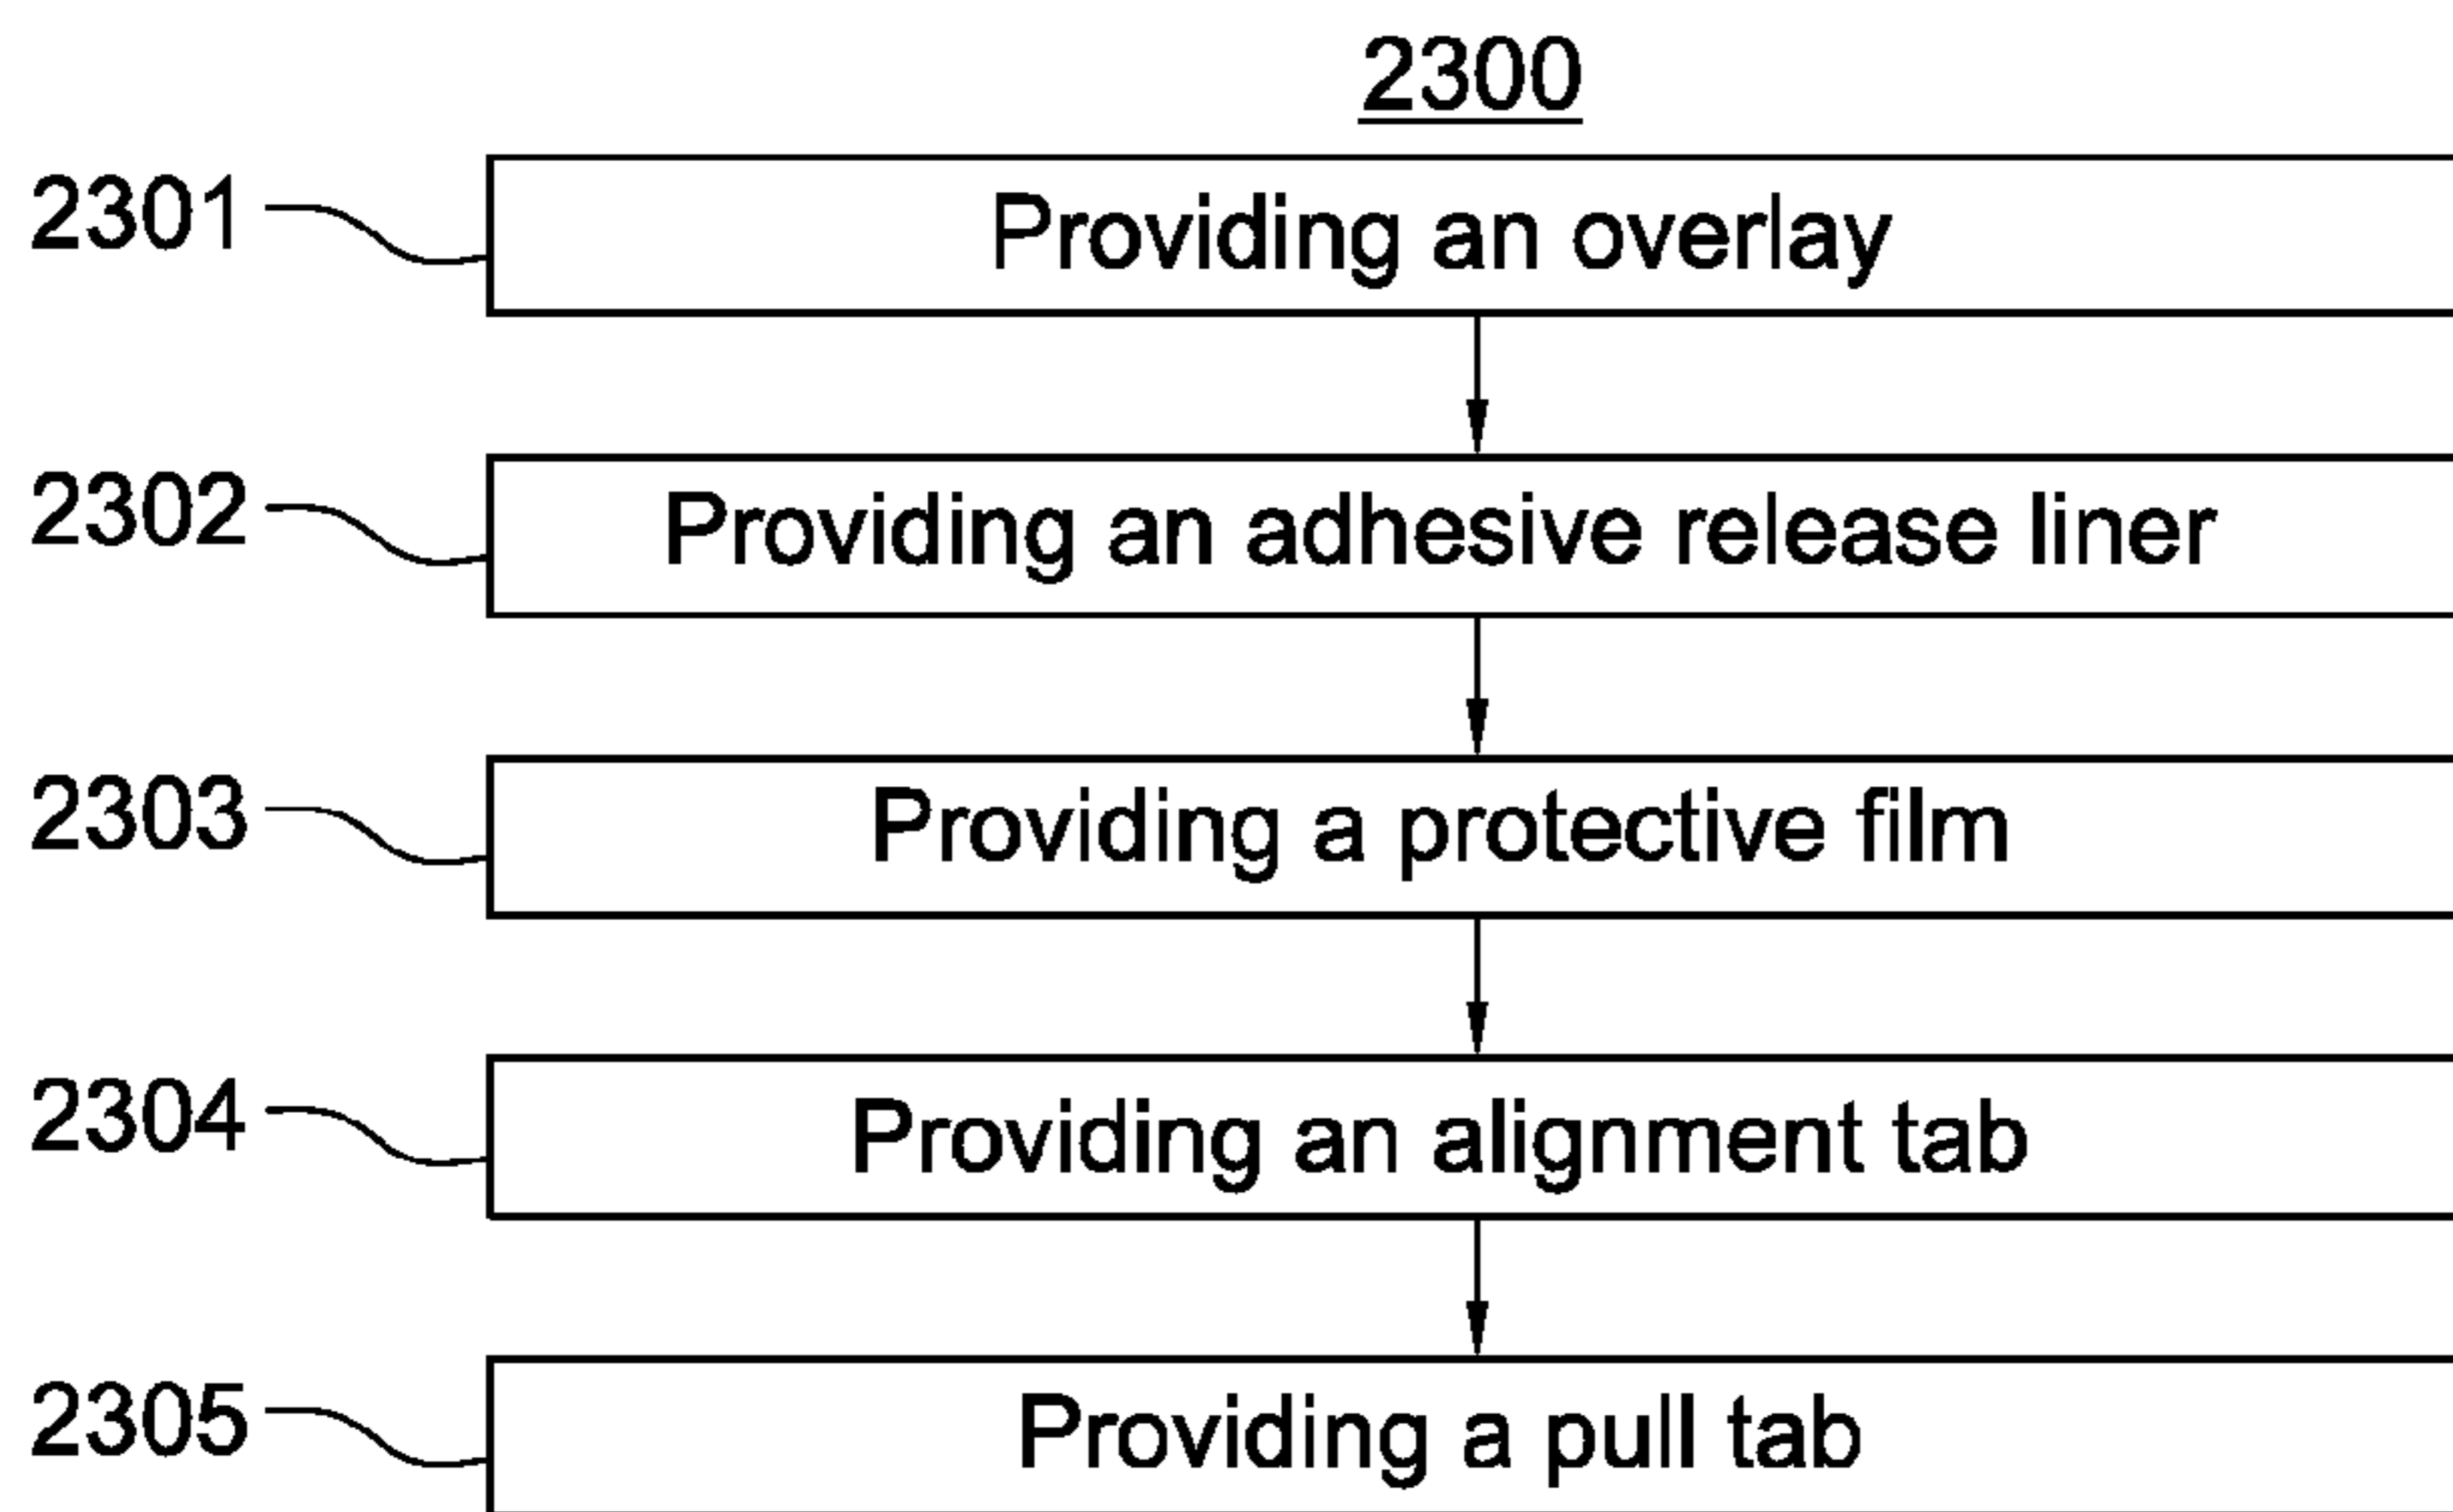 2300
2301 Providing an overlay
2302 Providing an adhesive release liner
2303 Providing a protective film
2304 Providing an alignment tab
2305 Providing a pull tab